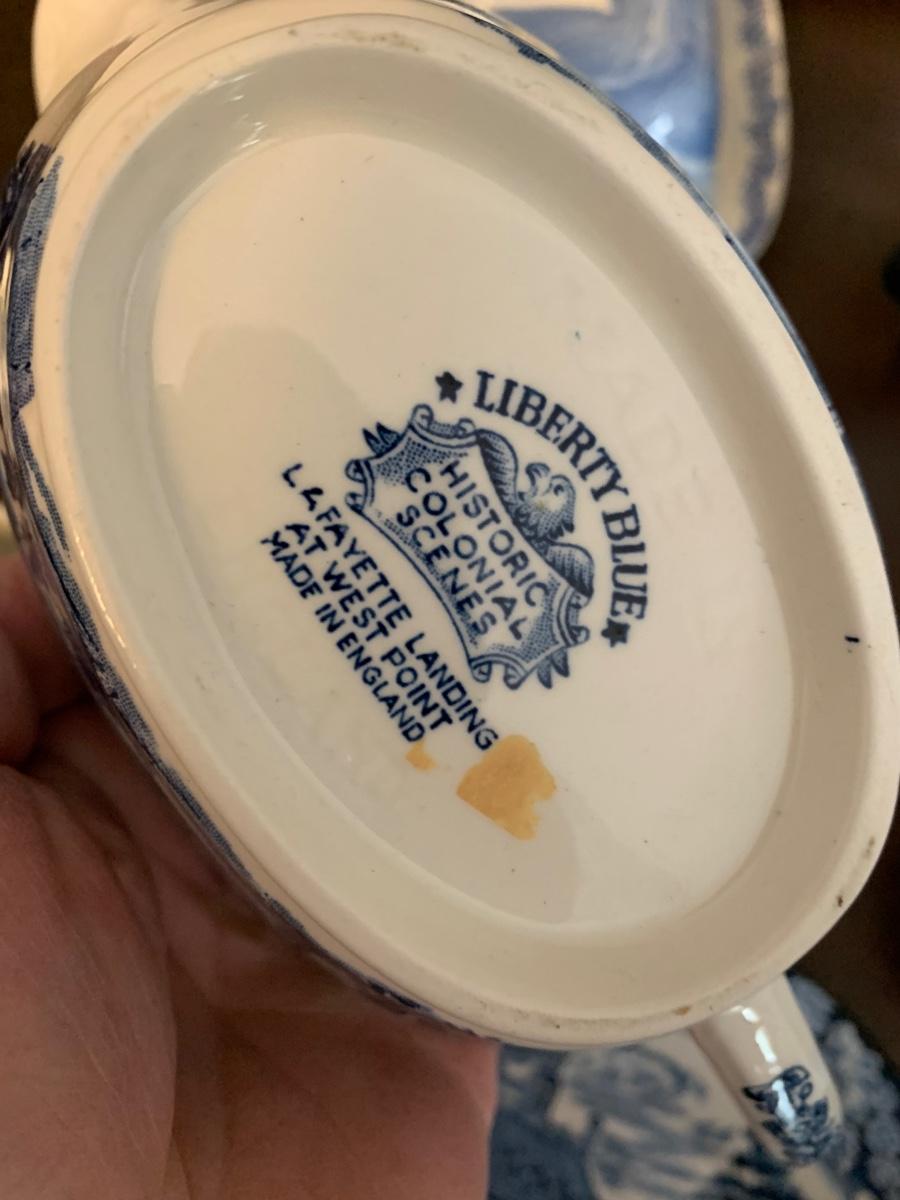 ★ LIBERTY BLUE ★
HISTORIC
COLONIAL
SCENES
LAFAYETTE LANDING
AT WEST POINT
MADE IN ENGLAND